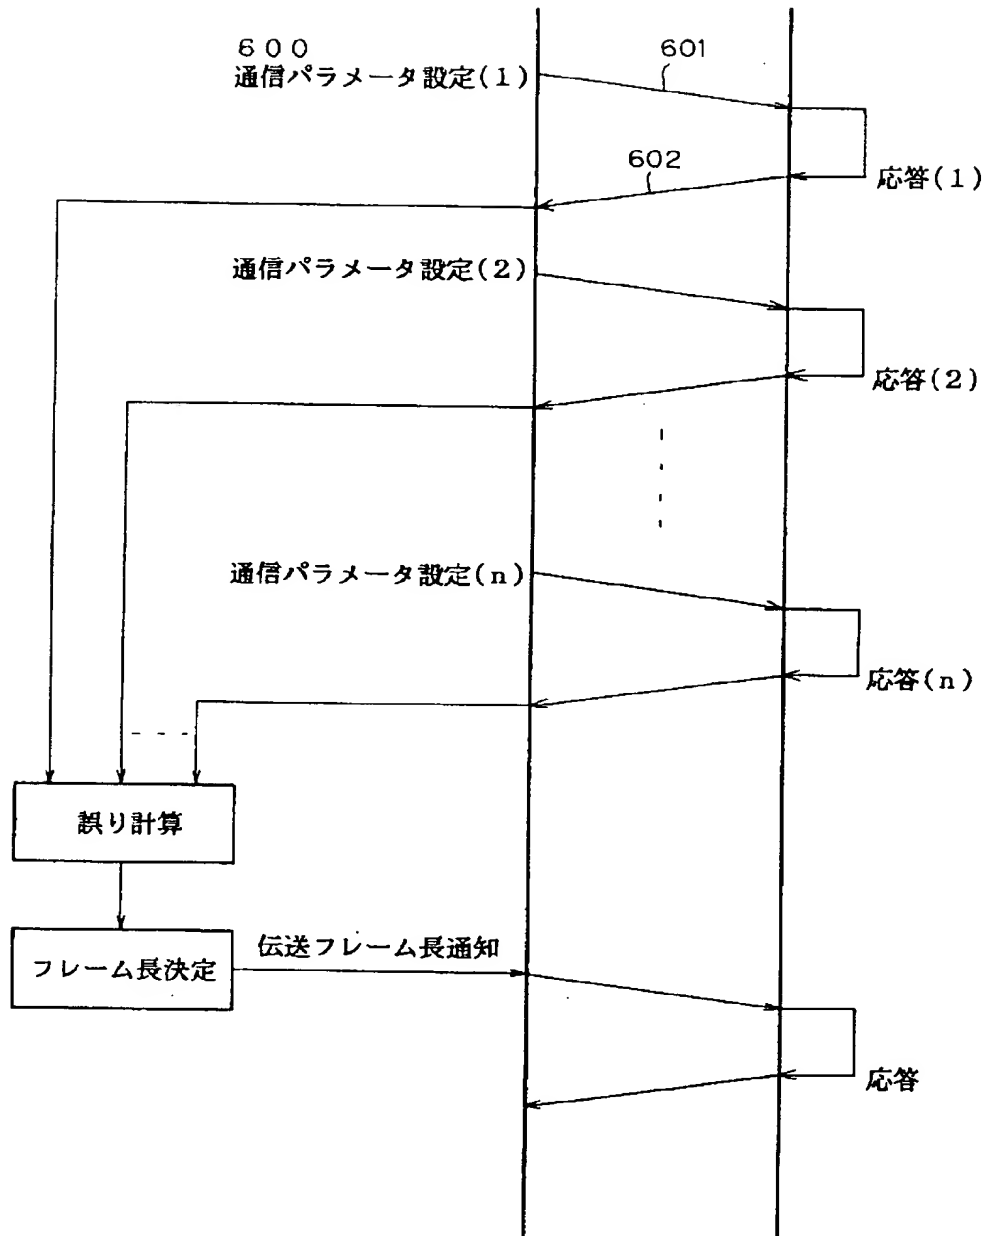 600
601
通信パラメータ設定(1)
602
応答(1)
通信パラメータ設定(2)
応答(2)
通信パラメータ設定(n)
応答(n)
誤り計算
伝送フレーム長通知
フレーム長決定
応答